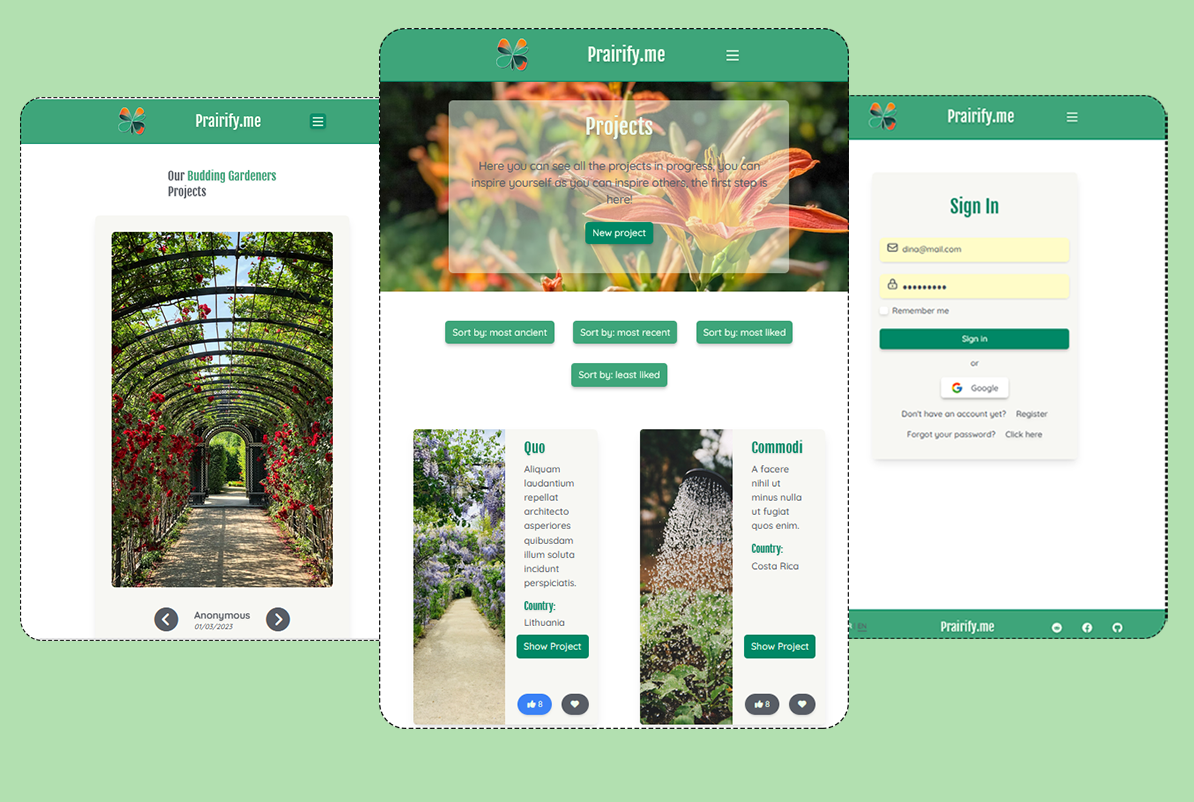 Prairify.me
Our Budding Gardeners
Projects
Anonymous
01/03/2023
Prairify.me
Projects
Here you can see all the projects in progress, you can
inspire yourself as you can inspire others, the first step is
here!
New project
Sort by: most ancient
Sort by: most recent
Sort by: most liked
Sort by: least liked
Quo
Aliquam
laudantium
repellat
architecto
asperiores
quibusdam
illum soluta
incidunt
perspiciatis.
Country:
Lithuania
Show Project
8
Commodi
A facere
nihil ut
minus nulla
ut fugiat
quos enim.
Country:
Costa Rica
Show Project
8
Prairify.me
Sign In
dina@mail.com
Remember me
Sign in
or
Google
Don't have an account yet? Register
Forgot your password? Click here
EN
Prairify.me